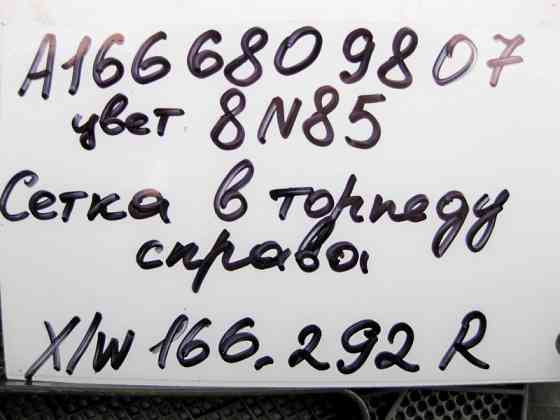 A166 680 98 07
цвет 8N85
Сетка в торпеду
справа
X/W 166.292 R